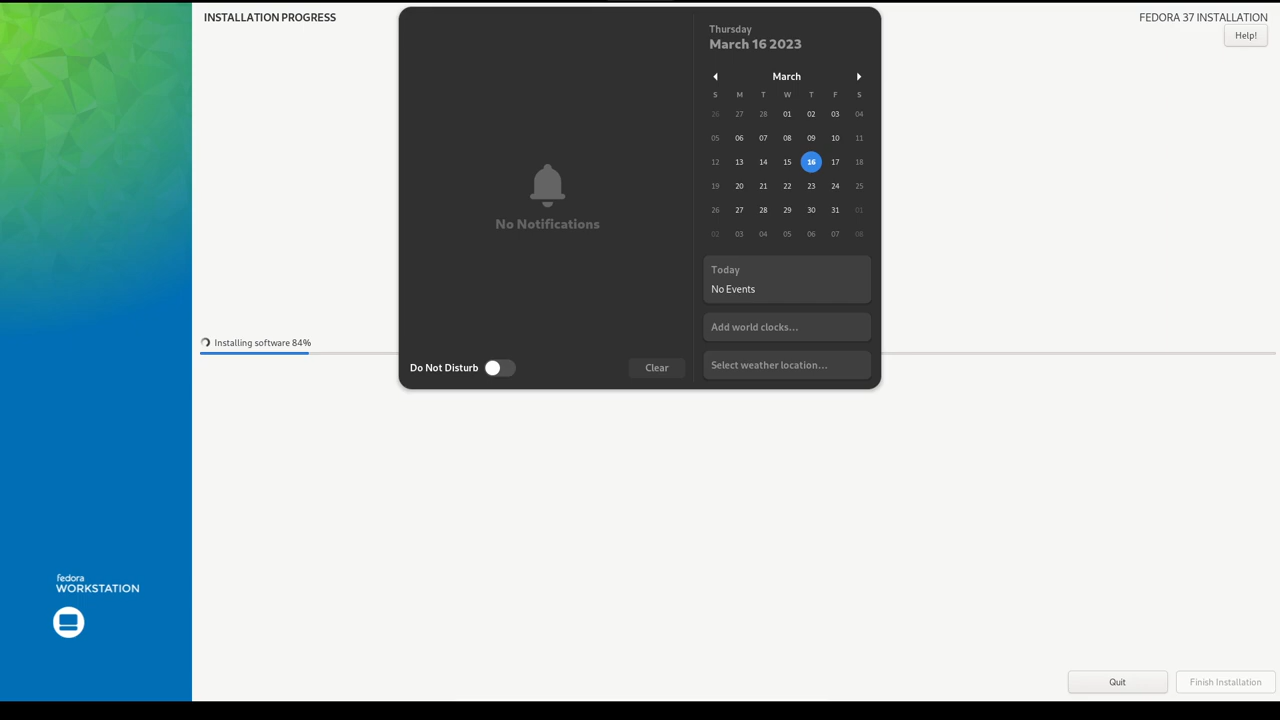 INSTALLATION PROGRESS
FEDORA 37 INSTALLATION
Help!
Thursday
March 16 2023
March
S M T W T F S
26 27 28 01 02 03 04
05 06 07 08 09 10 11
12 13 14 15 16 17 18
19 20 21 22 23 24 25
26 27 28 29 30 31 01
02 03 04 05 06 07 08
No Notifications
Today
No Events
Add world clocks...
Select weather location...
Do Not Disturb
Clear
Installing software 84%
fedora
WORKSTATION
Quit
Finish Installation